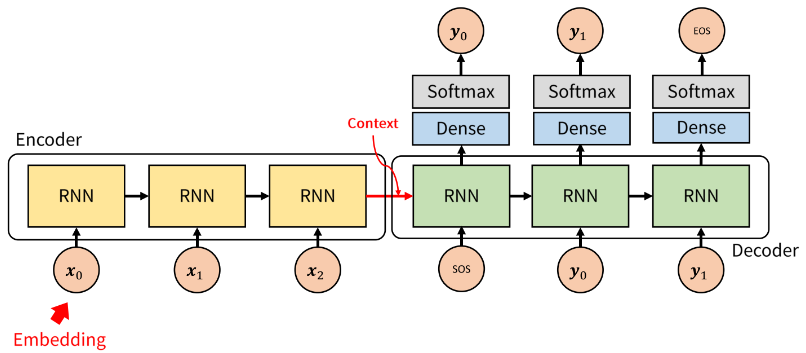 y0 y1 EOS
Softmax Softmax Softmax
Context
Dense Dense Dense
Encoder
RNN RNN RNN RNN RNN RNN
Decoder
x0 x1 x2 SOS y0 y1
Embedding